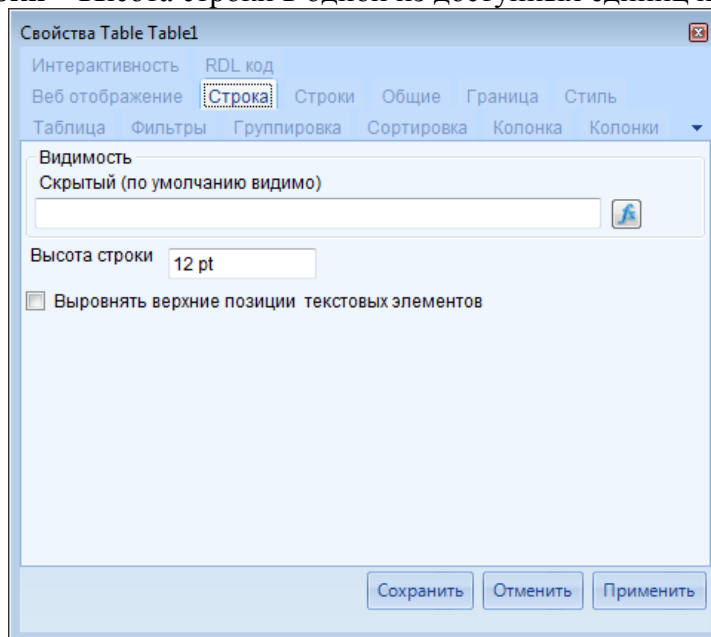 Свойства Table Table1
Интерактивность RDL код
Веб отображение Строка Строки Общие Граница Стиль
Таблица Фильтры Группировка Сортировка Колонка Колонки
Видимость
Скрытый (по умолчанию видимо)
fx
Высота строки 12 pt
Выровнять верхние позиции текстовых элементов
Сохранить Отменить Применить